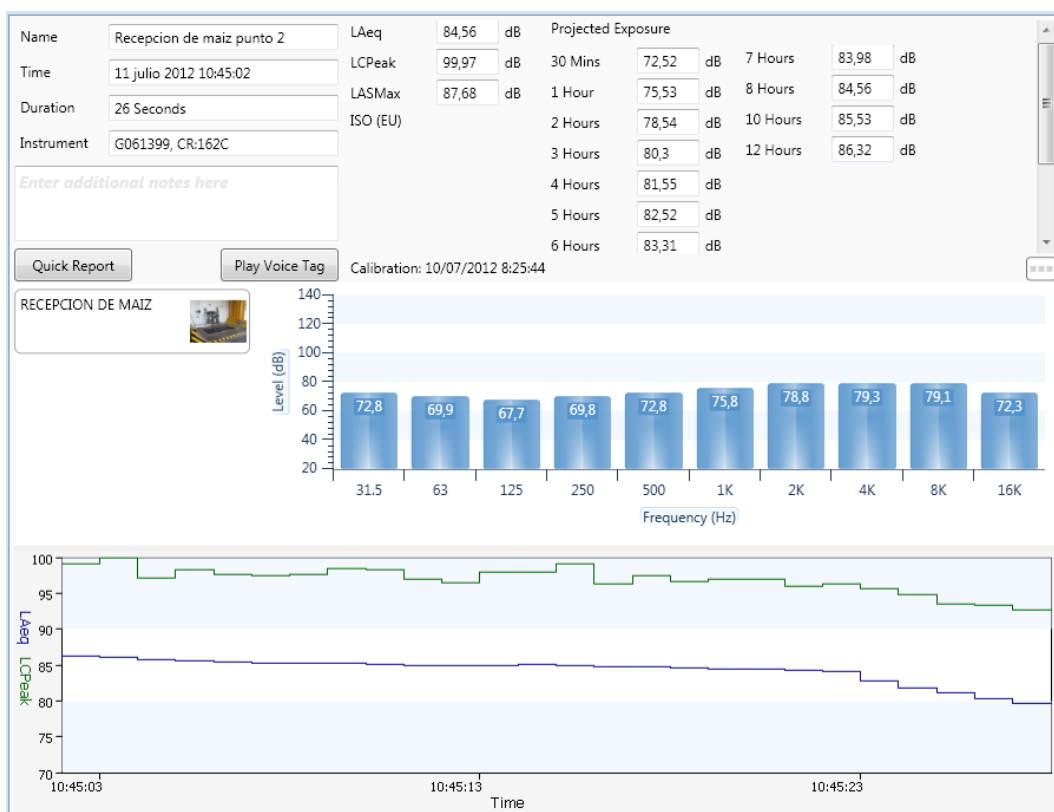 Name Recepcion de maiz punto 2
Time 11 julio 2012 10:45:02
Duration 26 Seconds
Instrument G061399, CR:162C
Enter additional notes here
Quick Report Play Voice Tag
LAeq 84,56 dB
LCPeak 99,97 dB
LASMax 87,68 dB
ISO (EU)
Projected Exposure
30 Mins 72,52 dB
1 Hour 75,53 dB
2 Hours 78,54 dB
3 Hours 80,3 dB
4 Hours 81,55 dB
5 Hours 82,52 dB
6 Hours 83,31 dB
7 Hours 83,98 dB
8 Hours 84,56 dB
10 Hours 85,53 dB
12 Hours 86,32 dB
Calibration: 10/07/2012 8:25:44
RECEPCION DE MAIZ
Level (dB)
140
120
100
80
60
40
20
72,8 69,9 67,7 69,8 72,8 75,8 78,8 79,3 79,1 72,3
31.5 63 125 250 500 1K 2K 4K 8K 16K
Frequency (Hz)
LAeq
LCPeak
100
95
90
85
80
75
70
10:45:03 10:45:13 10:45:23
Time